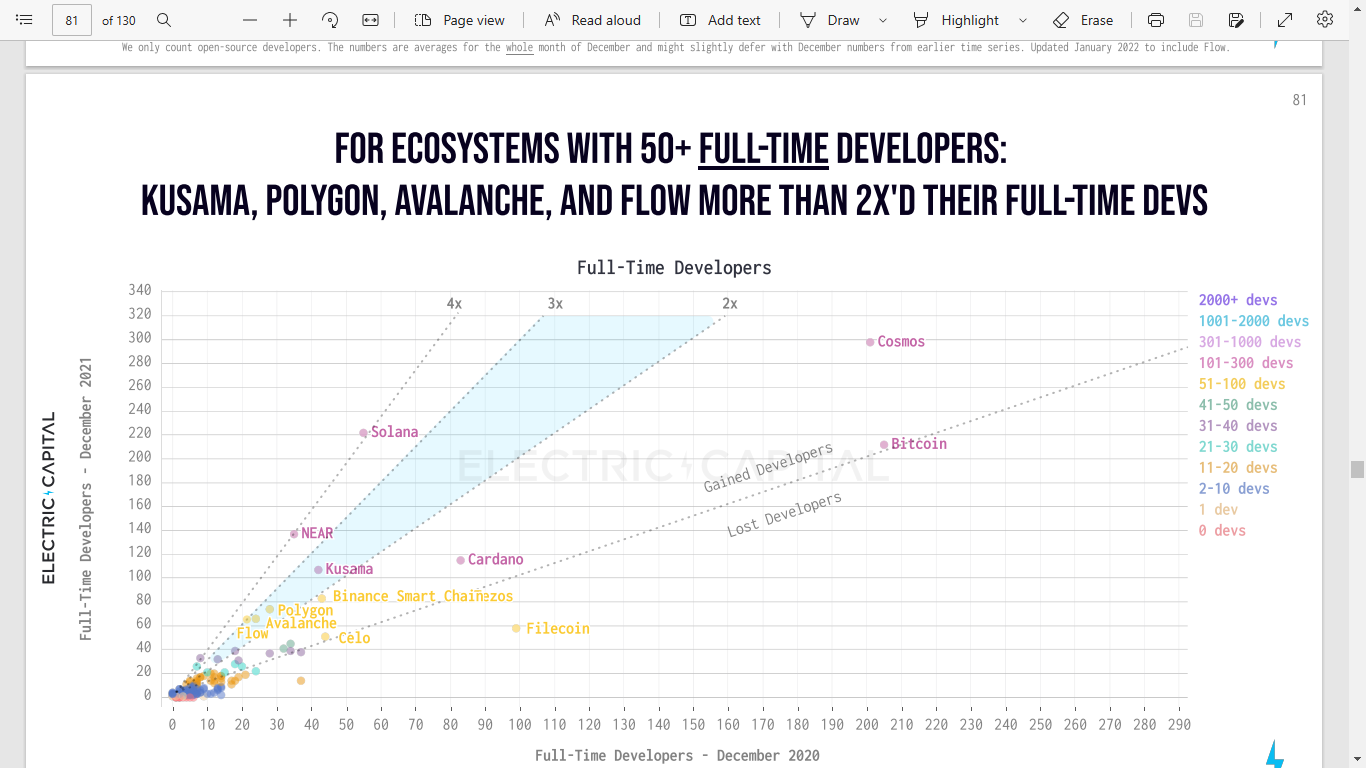 81 of 130
Page view
Read aloud
Add text
Draw
Highlight
Erase
We only count open-source developers. The numbers are averages for the whole month of December and might slightly defer with December numbers from earlier time series. Updated January 2022 to include Flow.
81
FOR ECOSYSTEMS WITH 50+ FULL-TIME DEVELOPERS:
KUSAMA, POLYGON, AVALANCHE, AND FLOW MORE THAN 2X'D THEIR FULL-TIME DEVS
Full-Time Developers
340
320
300
280
260
240
220
200
180
160
140
120
100
80
60
40
20
0
4x
3x
2x
Cosmos
Solana
Bitcoin
ELECTRIC CAPITAL
Gained Developers
Lost Developers
NEAR
Cardano
Kusama
Binance Smart Chain
Polygon
Avalanche
Flow
Celo
Filecoin
2000+ devs
1001-2000 devs
301-1000 devs
101-300 devs
51-100 devs
41-50 devs
31-40 devs
21-30 devs
11-20 devs
2-10 devs
1 dev
0 devs
ELECTRIC CAPITAL
Full-Time Developers - December 2021
0 10 20 30 40 50 60 70 80 90 100 110 120 130 140 150 160 170 180 190 200 210 220 230 240 250 260 270 280 290
Full-Time Developers - December 2020